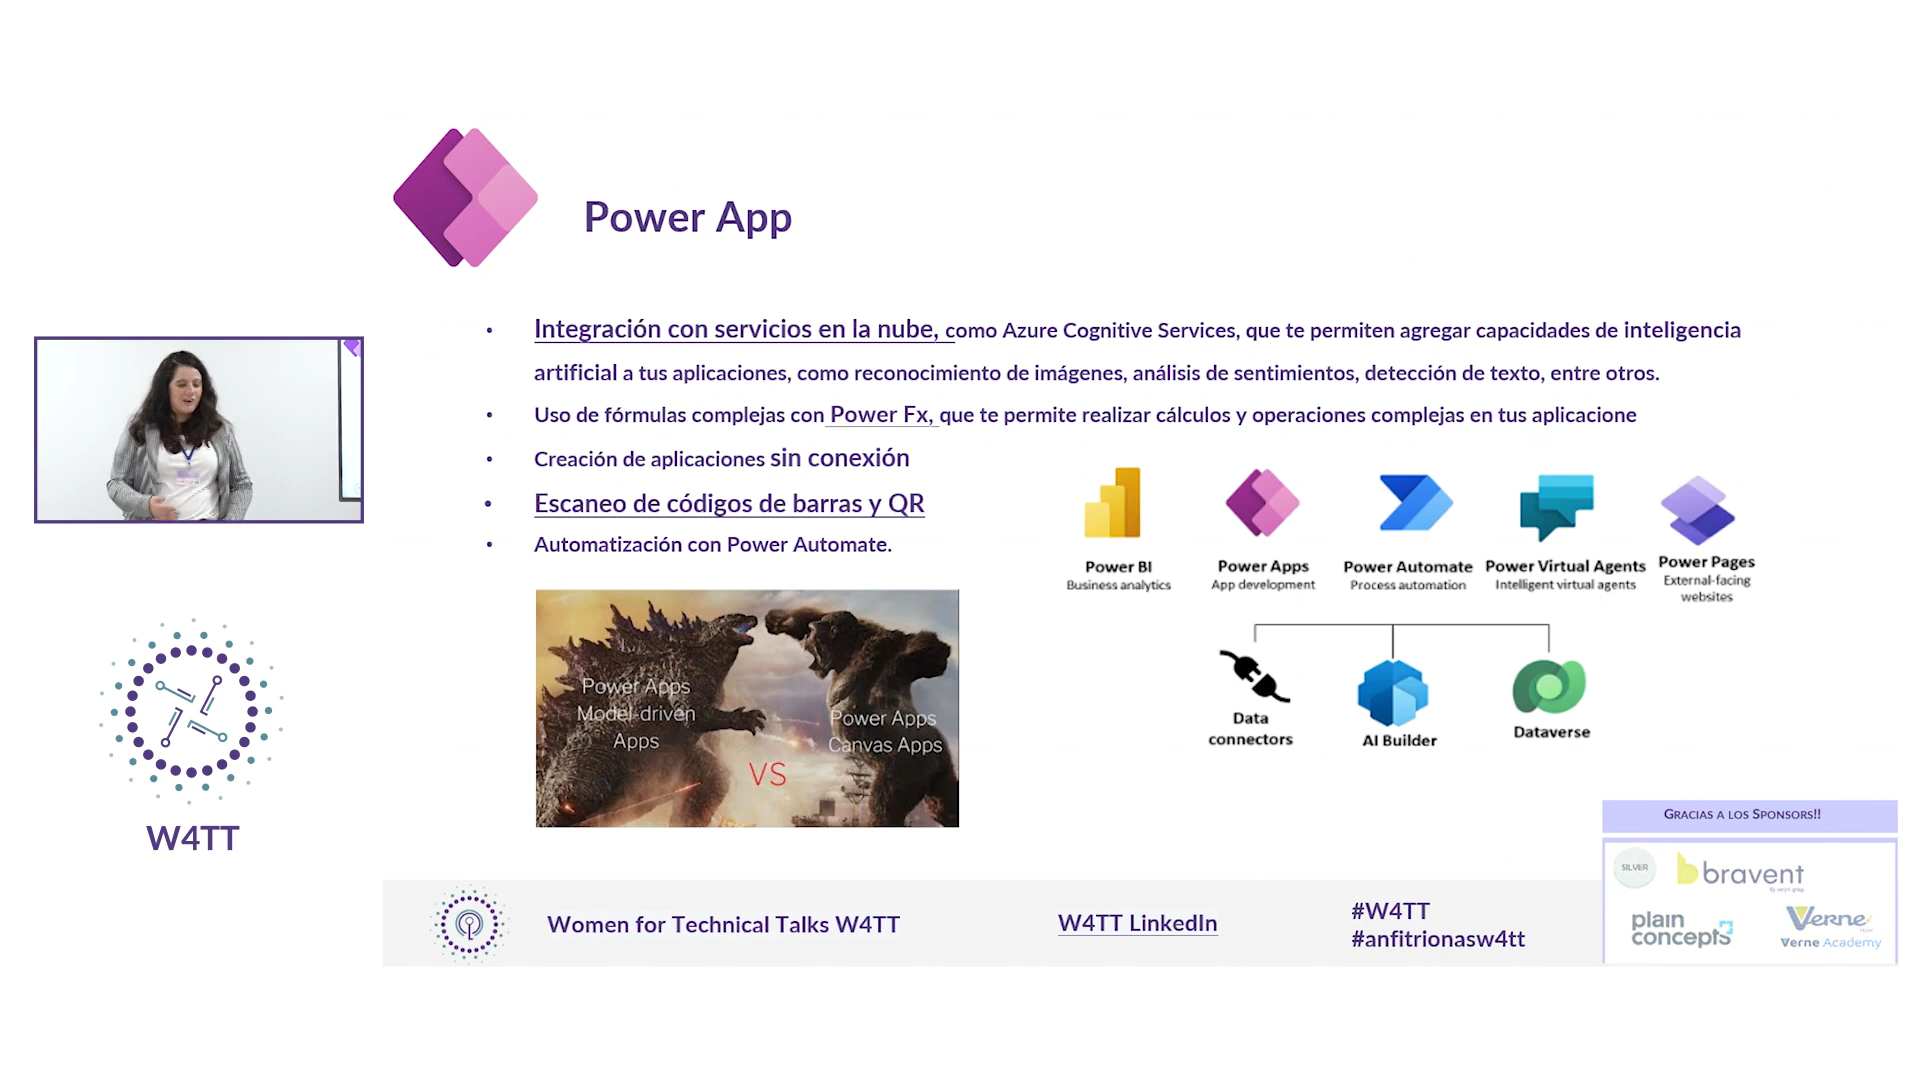 Power App
• Integración con servicios en la nube, como Azure Cognitive Services, que te permiten agregar capacidades de inteligencia
artificial a tus aplicaciones, como reconocimiento de imágenes, análisis de sentimientos, detección de texto, entre otros.
• Uso de fórmulas complejas con Power Fx, que te permite realizar cálculos y operaciones complejas en tus aplicacione
• Creación de aplicaciones sin conexión
• Escaneo de códigos de barras y QR
• Automatización con Power Automate.
Power BI
Business analytics
Power Apps
App development
Power Automate
Process automation
Power Virtual Agents
Intelligent virtual agents
Power Pages
External-facing
websites
Data
connectors
AI Builder
Dataverse
Power Apps
Model-driven
Apps
VS
Power Apps
Canvas Apps
W4TT
GRACIAS A LOS SPONSORS!!
SILVER
bravent
plain
concepts
Verne
Verne Academy
Women for Technical Talks W4TT
W4TT LinkedIn
#W4TT
#anfitrionasw4tt